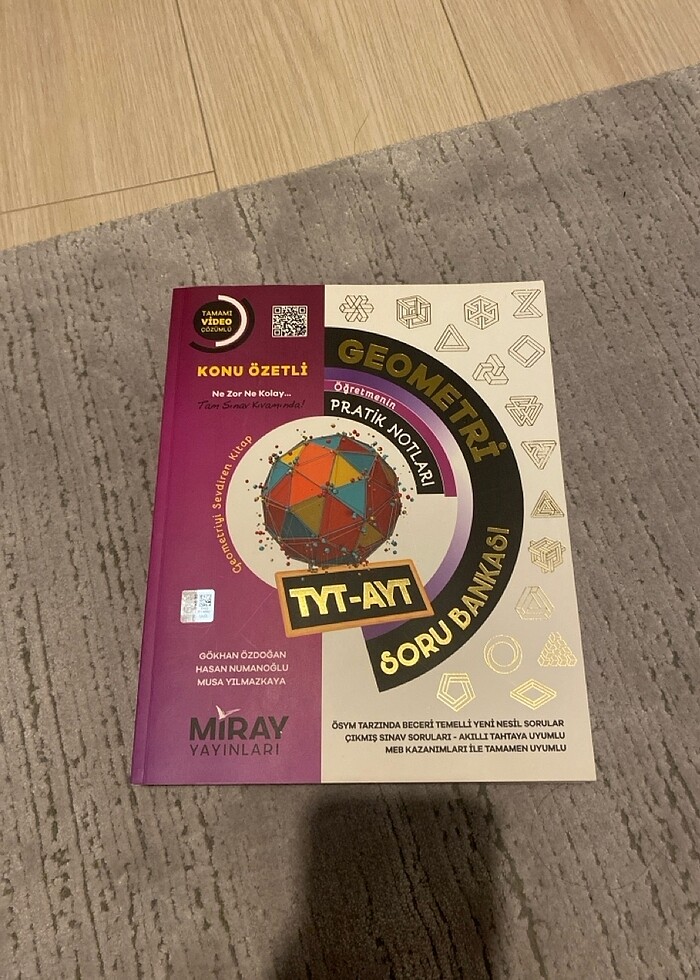 TAMAMI
VİDEO
ÇÖZÜMLÜ
KONU ÖZETLİ
Ne Zor Ne Kolay...
Tam Sınav Kıvamında!
GEOMETRİ
Öğretmenin
PRATİK NOTLARI
Geometriyi Sevdiren Kitap
TYT-AYT
SORU BANKASI
GÖKHAN ÖZDOĞAN
HASAN NUMANOĞLU
MUSA YILMAZKAYA
MİRAY
YAYINLARI
ÖSYM TARZINDA BECERİ TEMELLİ YENİ NESİL SORULAR
ÇIKMIŞ SINAV SORULARI - AKILLI TAHTAYA UYUMLU
MEB KAZANIMLARI İLE TAMAMEN UYUMLU